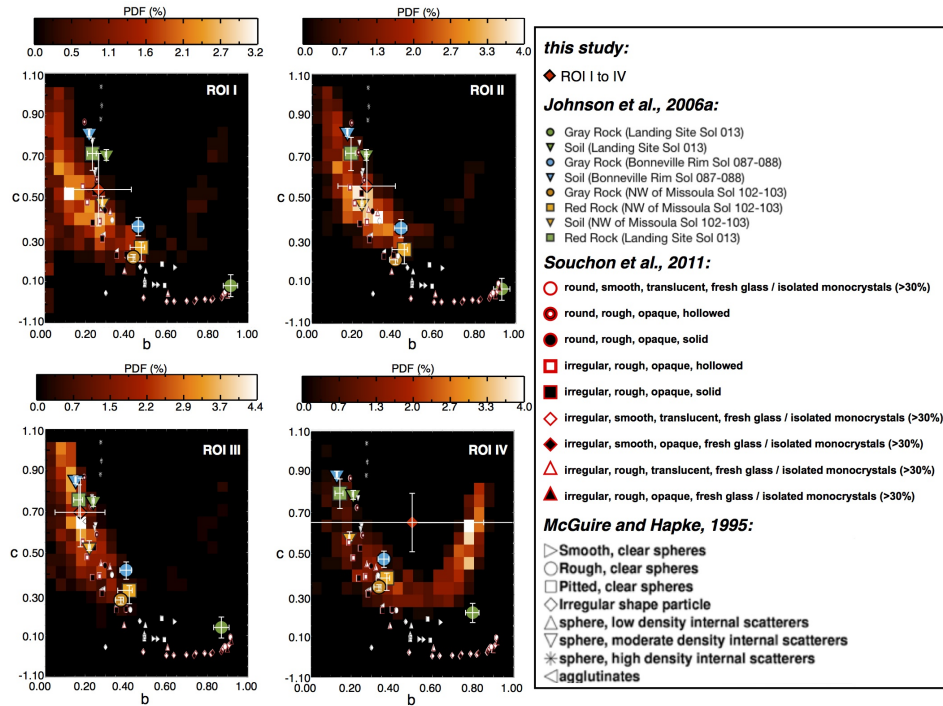 PDF (%)
0.0 0.5 1.1 1.6 2.1 2.7 3.2
1.10
0.90
0.70
0.50
0.30
0.10
-1.10
c
ROI I
0.00 0.20 0.40 0.60 0.80 1.00
b
PDF (%)
0.0 0.7 1.3 2.0 2.7 3.3 4.0
1.10
0.90
0.70
c 0.50
0.30
0.10
-1.10
ROI II
0.00 0.20 0.40 0.60 0.80 1.00
b
PDF (%)
0.0 0.7 1.5 2.2 2.9 3.7 4.4
1.10
0.90
0.70
c 0.50
0.30
0.10
-1.10
ROI III
0.00 0.20 0.40 0.60 0.80 1.00
b
PDF (%)
0.0 0.7 1.3 2.0 2.7 3.3 4.0
1.10
0.90
0.70
c 0.50
0.30
0.10
-1.10
ROI IV
0.00 0.20 0.40 0.60 0.80 1.00
b
this study:
ROI I to IV
Johnson et al., 2006a:
Gray Rock (Landing Site Sol 013)
Soil (Landing Site Sol 013)
Gray Rock (Bonneville Rim Sol 087-088)
Soil (Bonneville Rim Sol 087-088)
Gray Rock (NW of Missoula Sol 102-103)
Red Rock (NW of Missoula Sol 102-103)
Soil (NW of Missoula Sol 102-103)
Red Rock (Landing Site Sol 013)
Souchon et al., 2011:
round, smooth, translucent, fresh glass / isolated monocrystals (>30%)
round, rough, opaque, hollowed
round, rough, opaque, solid
irregular, rough, opaque, hollowed
irregular, rough, opaque, solid
irregular, smooth, translucent, fresh glass / isolated monocrystals (>30%)
irregular, smooth, opaque, fresh glass / isolated monocrystals (>30%)
irregular, rough, translucent, fresh glass / isolated monocrystals (>30%)
irregular, rough, opaque, fresh glass / isolated monocrystals (>30%)
McGuire and Hapke, 1995:
Smooth, clear spheres
Rough, clear spheres
Pitted, clear spheres
Irregular shape particle
sphere, low density internal scatterers
sphere, moderate density internal scatterers
sphere, high density internal scatterers
agglutinates